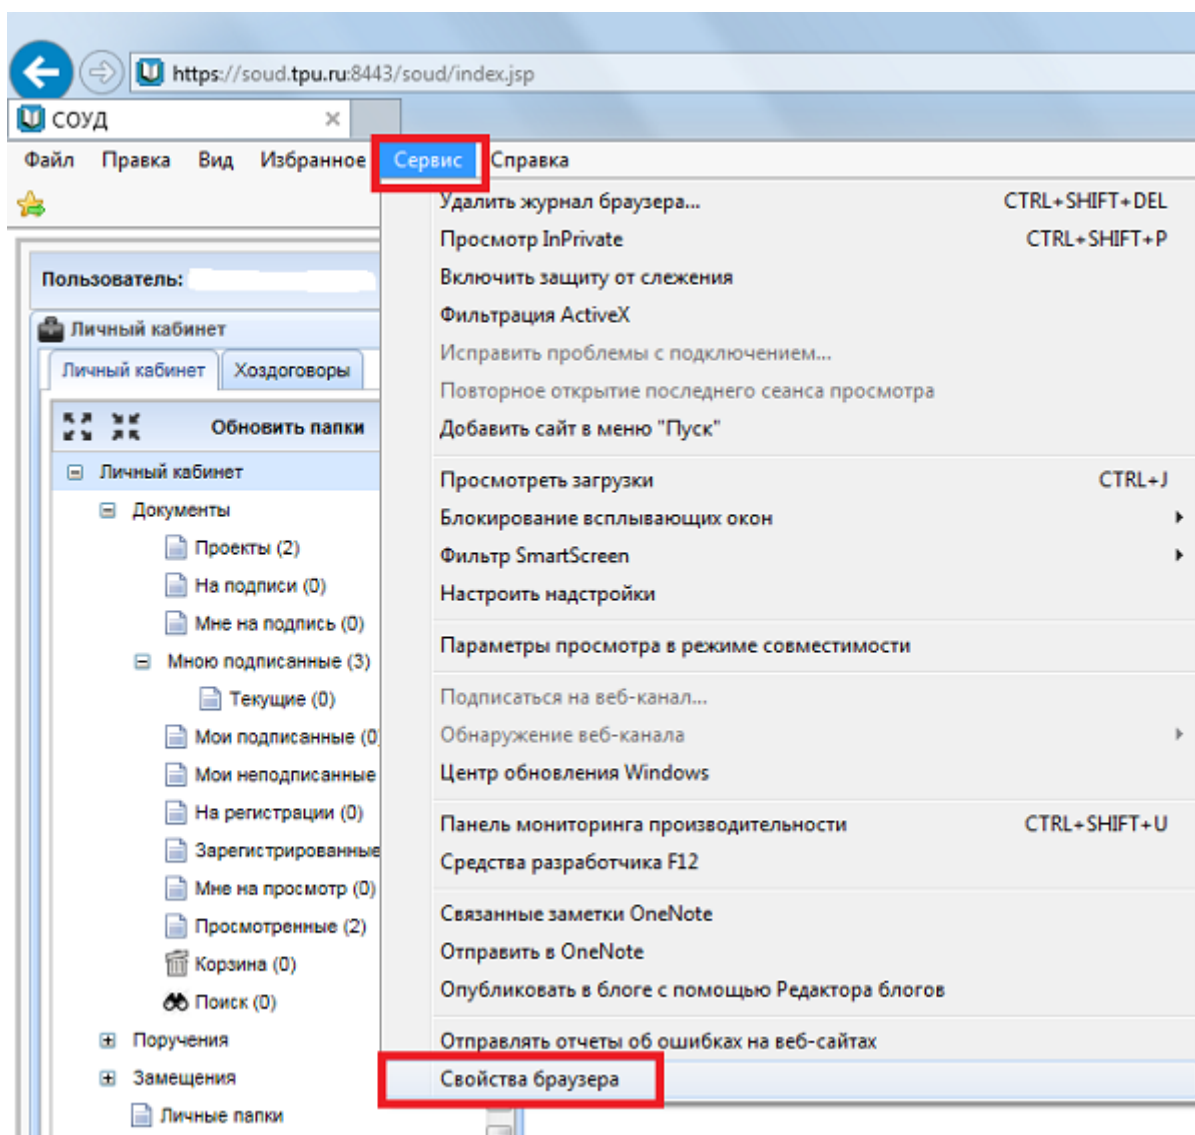 https://soud.tpu.ru:8443/soud/index.jsp
СОУД
Файл Правка Вид Избранное Сервис Справка
Удалить журнал браузера... CTRL+SHIFT+DEL
Просмотр InPrivate CTRL+SHIFT+P
Включить защиту от слежения
Фильтрация ActiveX
Исправить проблемы с подключением...
Повторное открытие последнего сеанса просмотра
Добавить сайт в меню "Пуск"
Просмотреть загрузки CTRL+J
Блокирование всплывающих окон
Фильтр SmartScreen
Настроить надстройки
Параметры просмотра в режиме совместимости
Подписаться на веб-канал...
Обнаружение веб-канала
Центр обновления Windows
Панель мониторинга производительности CTRL+SHIFT+U
Средства разработчика F12
Связанные заметки OneNote
Отправить в OneNote
Опубликовать в блоге с помощью Редактора блогов
Отправлять отчеты об ошибках на веб-сайтах
Свойства браузера
Пользователь:
Личный кабинет
Личный кабинет Хоздоговоры
Обновить папки
Личный кабинет
Документы
Проекты (2)
На подписи (0)
Мне на подпись (0)
Мною подписанные (3)
Текущие (0)
Мои подписанные (0
Мои неподписанные
На регистрации (0)
Зарегистрированные
Мне на просмотр (0)
Просмотренные (2)
Корзина (0)
Поиск (0)
Поручения
Замещения
Личные папки